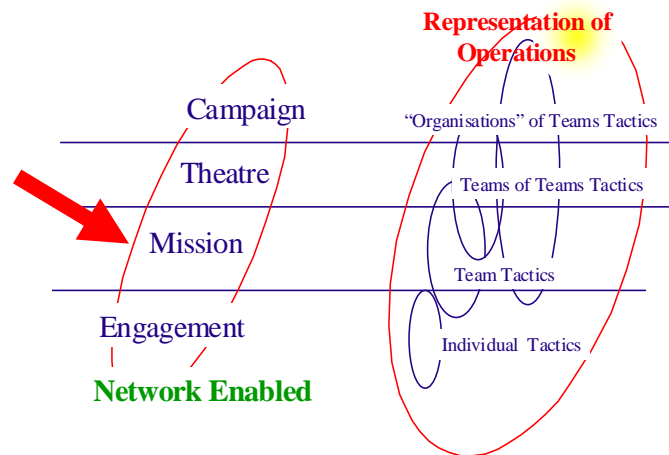 Representation of
Operations
Campaign
"Organisations" of Teams Tactics
Theatre
Teams of Teams Tactics
Mission
Team Tactics
Engagement
Individual Tactics
Network Enabled